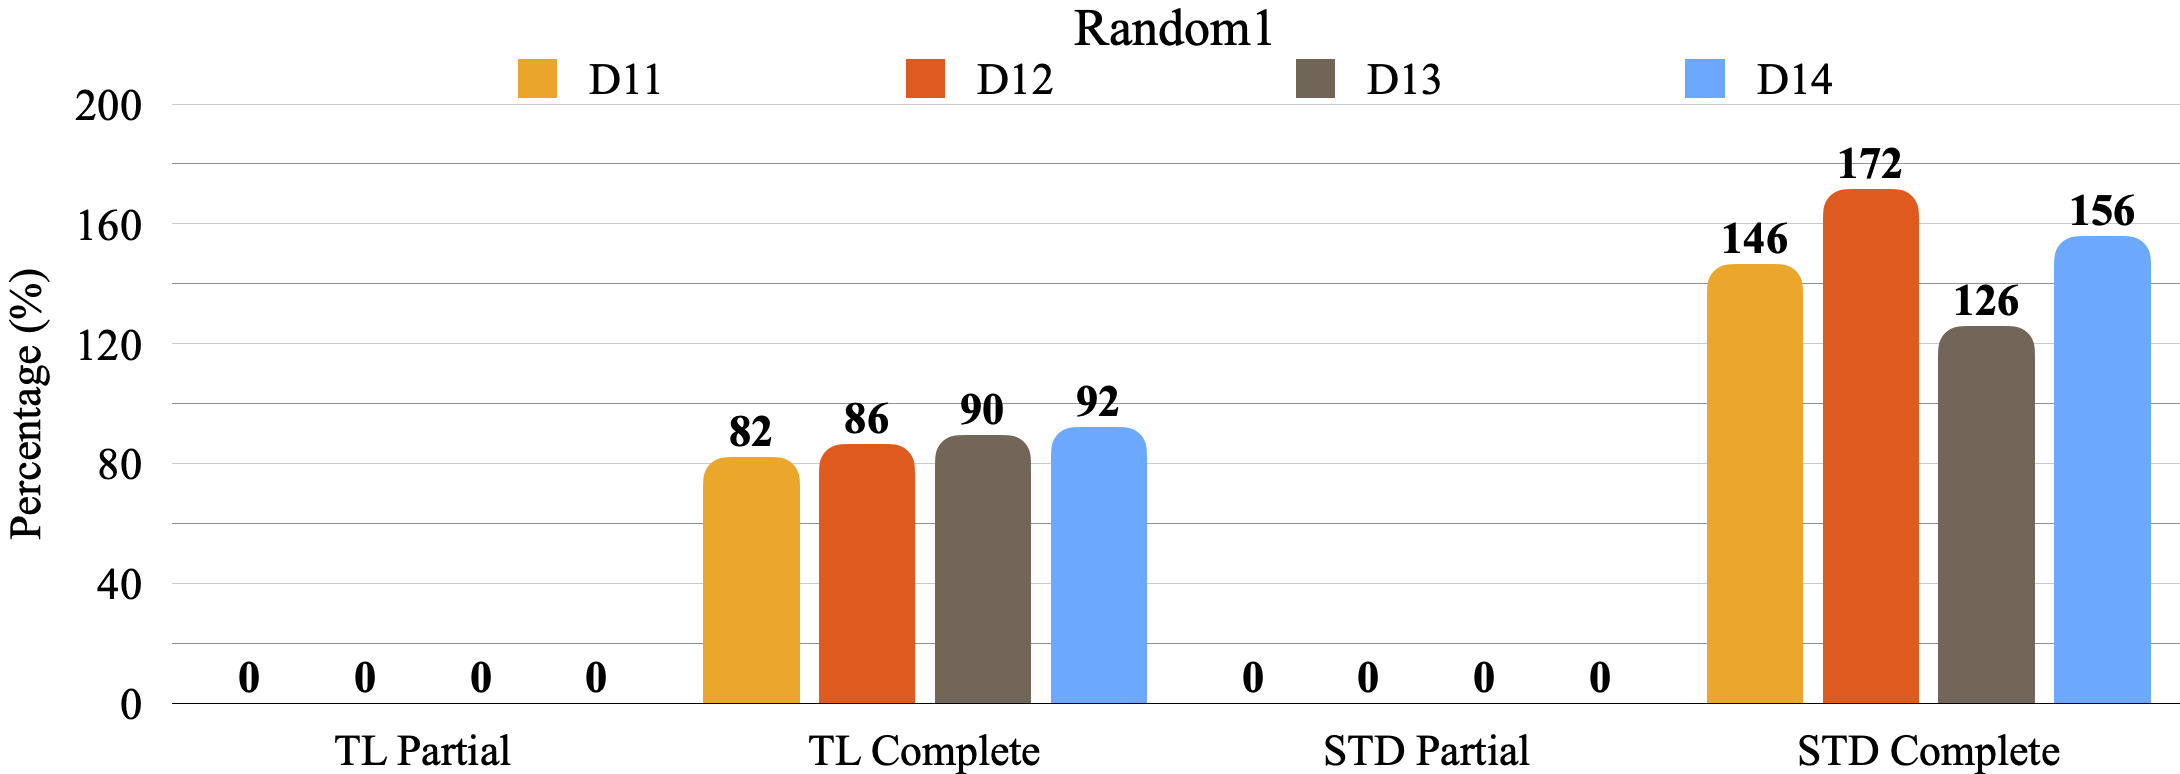 Random1
D11 D12 D13 D14
200
160
120
80
40
0
Percentage (%)
0 0 0 0
82 86 90 92
0 0 0 0
146 172 126 156
TL Partial TL Complete STD Partial STD Complete